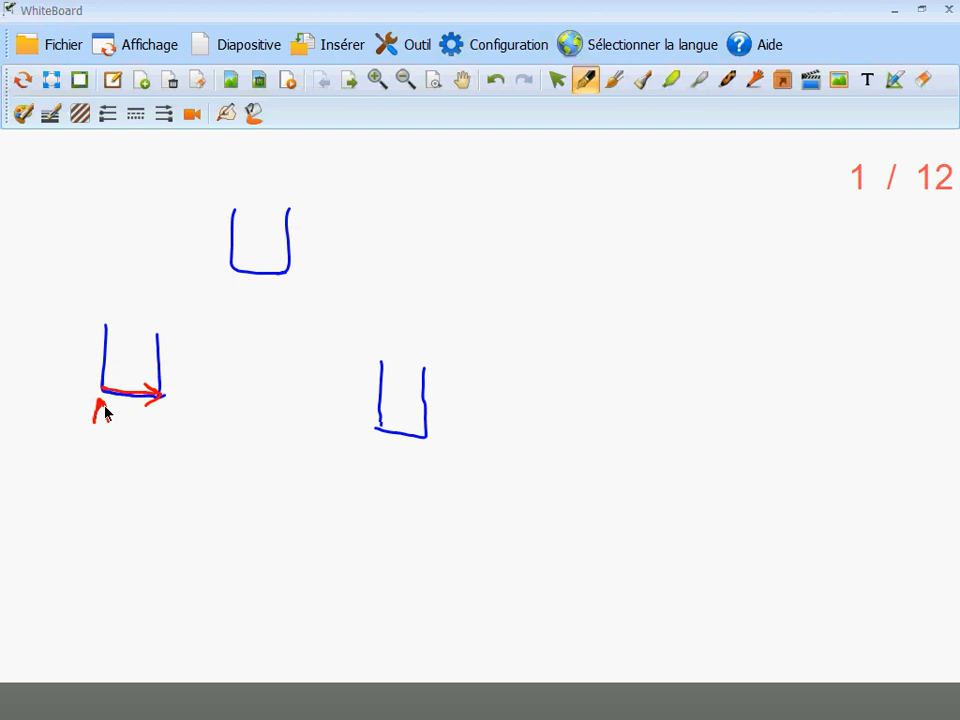 WhiteBoard
Fichier Affichage Diapositive Insérer Outil Configuration Sélectionner la langue Aide
T
1 / 12